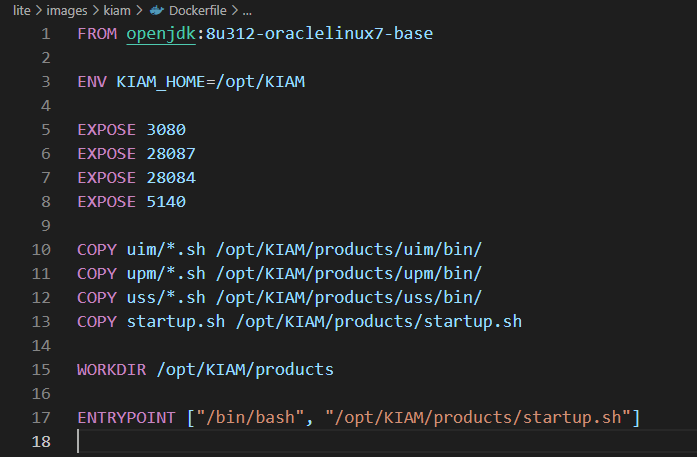 lite > images > kiam > Dockerfile > ...
1 FROM openjdk:8u312-oraclelinux7-base
2
3 ENV KIAM_HOME=/opt/KIAM
4
5 EXPOSE 3080
6 EXPOSE 28087
7 EXPOSE 28084
8 EXPOSE 5140
9
10 COPY uim/*.sh /opt/KIAM/products/uim/bin/
11 COPY upm/*.sh /opt/KIAM/products/upm/bin/
12 COPY uss/*.sh /opt/KIAM/products/uss/bin/
13 COPY startup.sh /opt/KIAM/products/startup.sh
14
15 WORKDIR /opt/KIAM/products
16
17 ENTRYPOINT ["/bin/bash", "/opt/KIAM/products/startup.sh"]
18